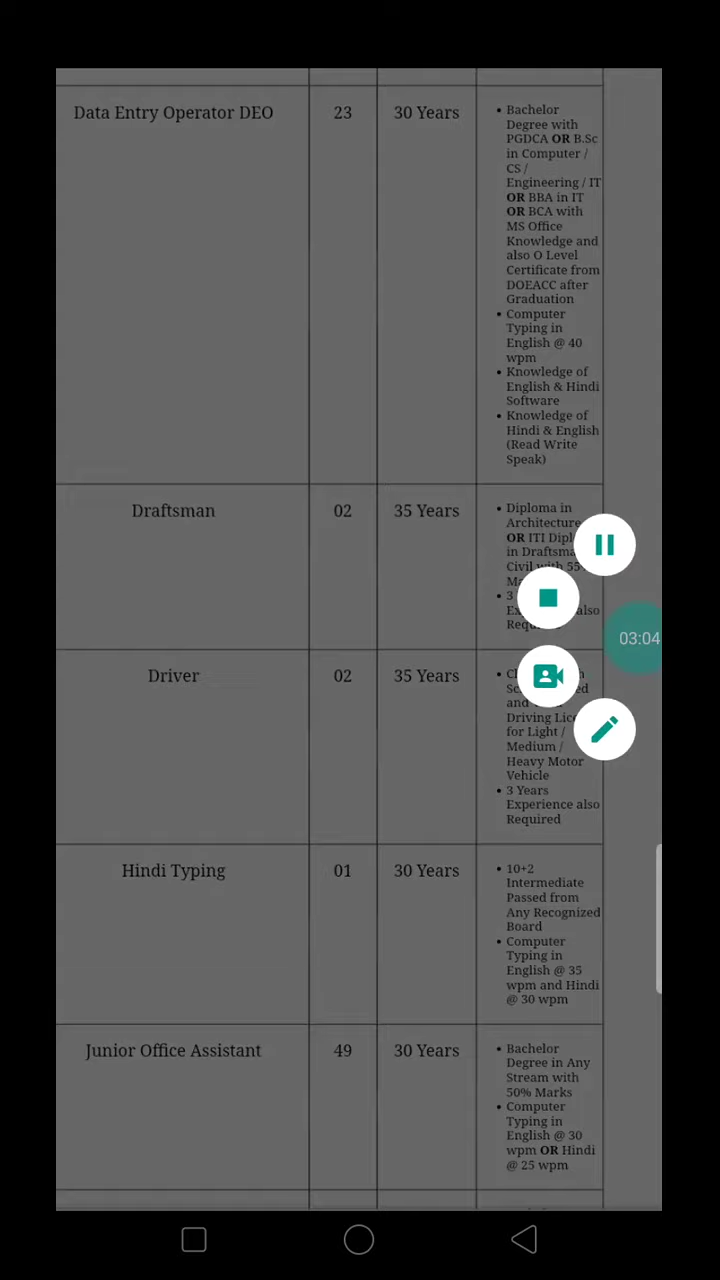 Data Entry Operator DEO 23 30 Years
• Bachelor
Degree with
PGDCA OR B.Sc
in Computer /
CS /
Engineering / IT
OR BBA in IT
OR BCA with
MS Office
Knowledge and
also O Level
Certificate from
DOEACC after
Graduation
• Computer
Typing in
English @ 40
wpm
• Knowledge of
English & Hindi
Software
• Knowledge of
Hindi & English
(Read Write
Speak)
Draftsman 02 35 Years
• Diploma in
Architecture
OR ITI
in
Civil with
• 3
also
03:04
Driver 02 35 Years
and
Driving
for Light /
Medium /
Heavy Motor
Vehicle
• 3 Years
Experience also
Required
Hindi Typing 01 30 Years
• 10+2
Intermediate
Passed from
Any Recognized
Board
• Computer
Typing in
English @ 35
wpm and Hindi
@ 30 wpm
Junior Office Assistant 49 30 Years
• Bachelor
Degree in Any
Stream with
50% Marks
• Computer
Typing in
English @ 30
wpm OR Hindi
@ 25 wpm